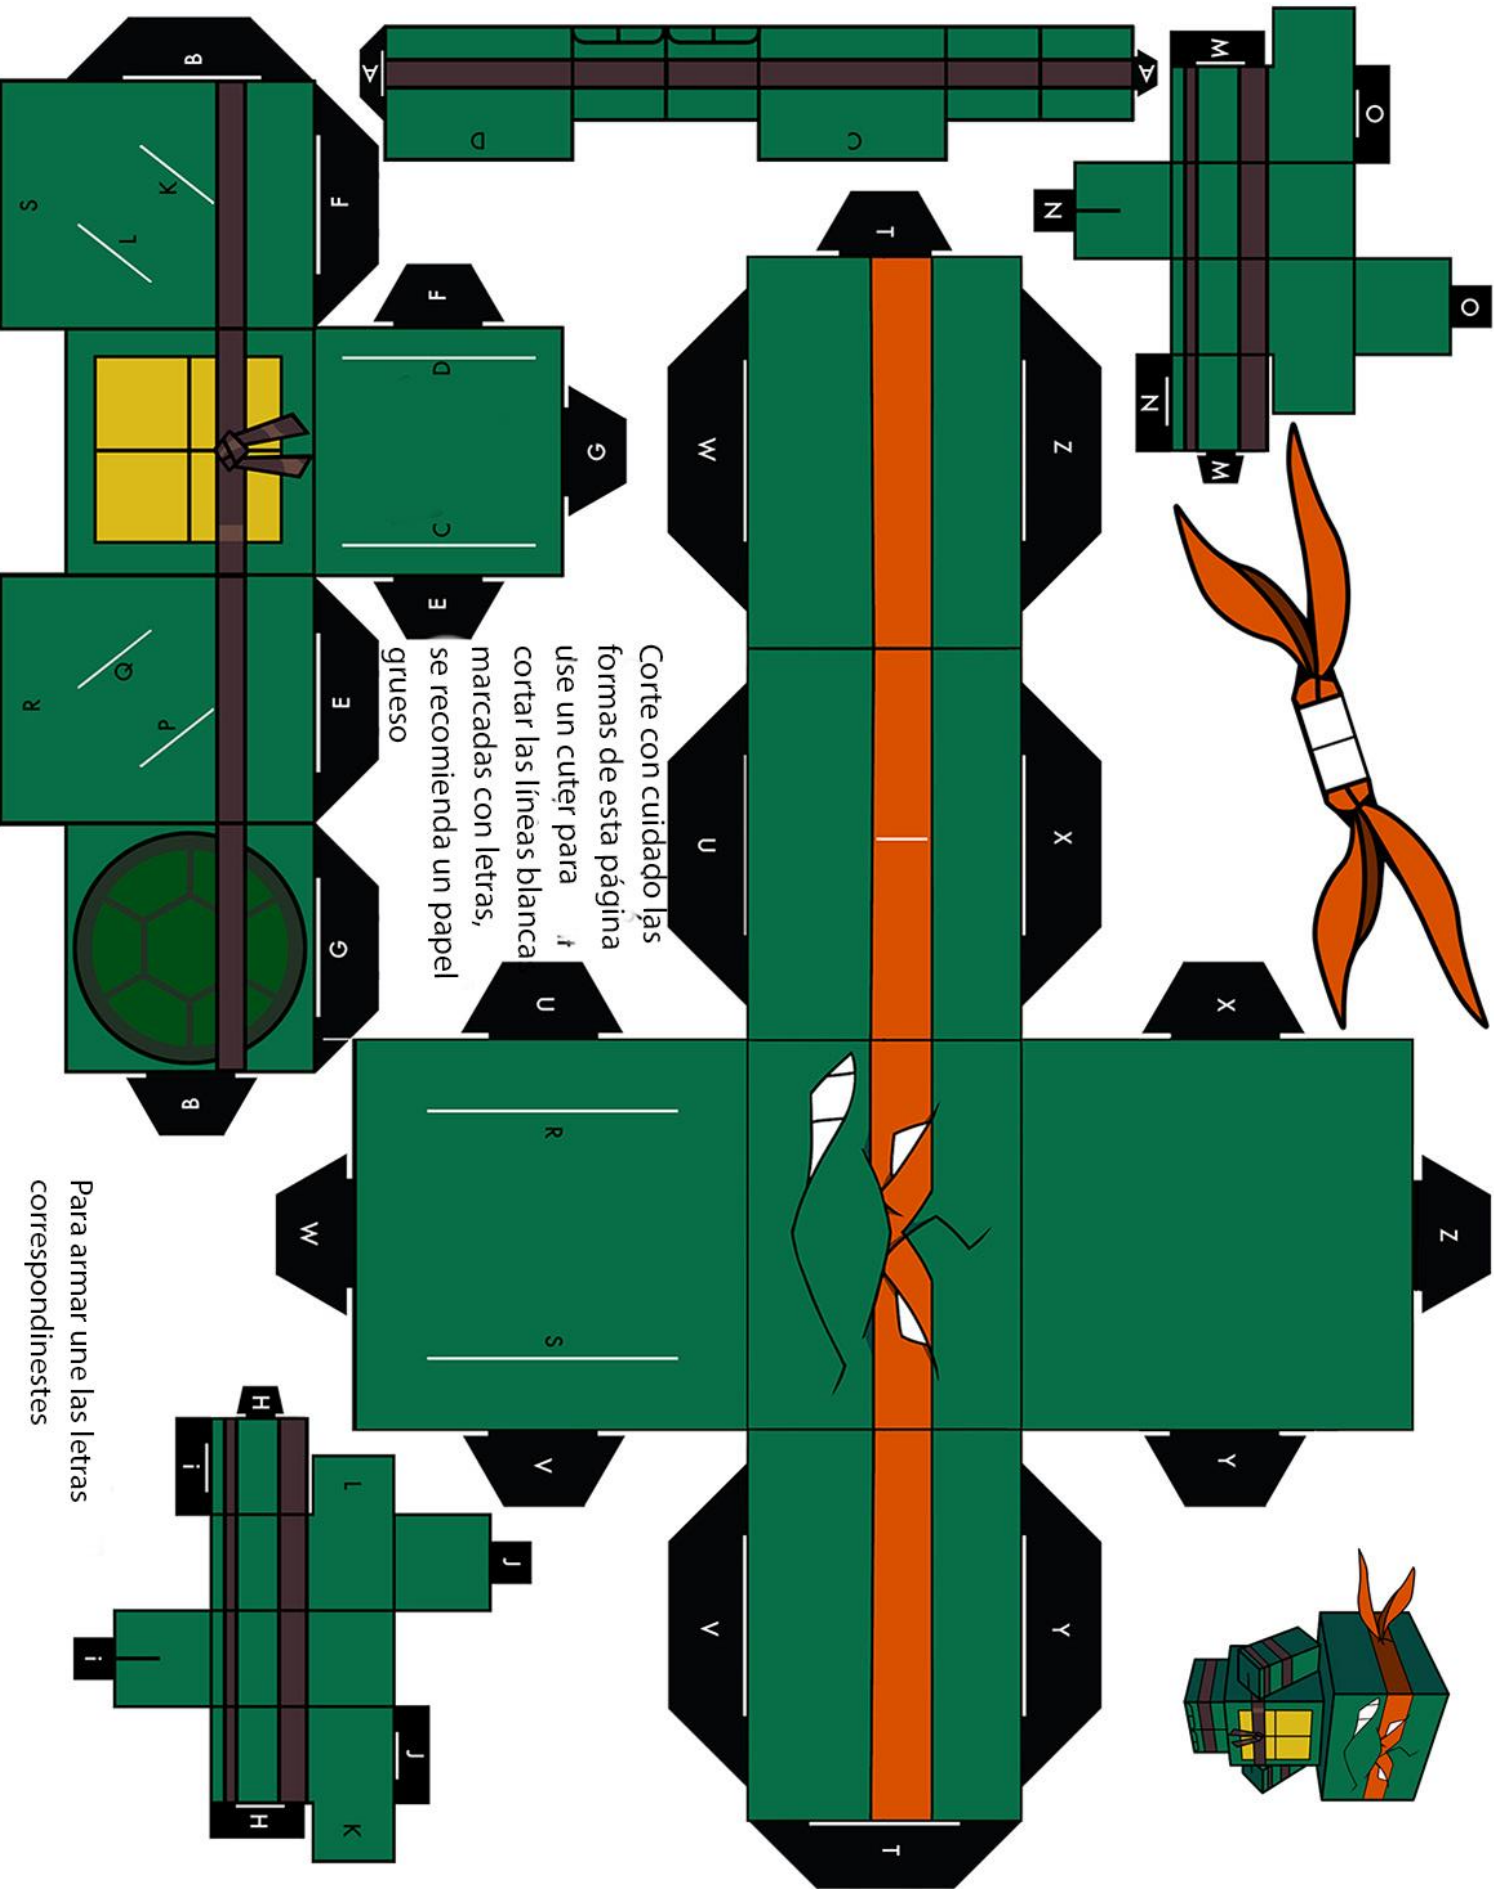 O
O
M
M
N
N
Z
Z
X
X
Y
Y
T
T
W
W
U
U
V
V
R
S
A
A
D
C
Corte con cuidado las
formas de esta página
use un cuter para
cortar las líneas blanca
marcadas con letras,
se recomienda un papel
grueso
G
F
D
C
E
B
F
E
G
B
K
L
S
P
Q
R
J
J
L
K
H
H
i
i
Para armar une las letras
correspondinestes